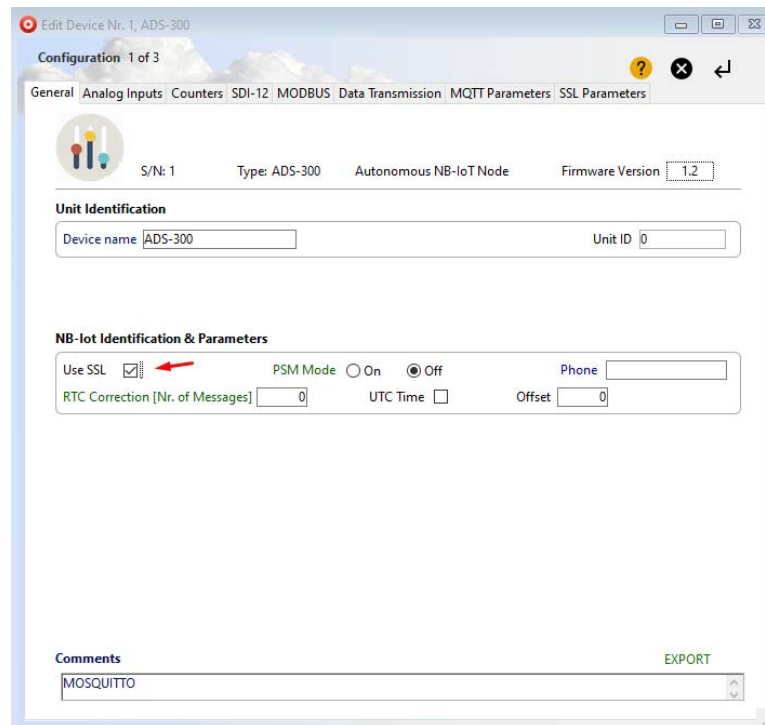 Edit Device Nr. 1, ADS-300
Configuration 1 of 3
?
General Analog Inputs Counters SDI-12 MODBUS Data Transmission MQTT Parameters SSL Parameters
S/N: 1 Type: ADS-300 Autonomous NB-IoT Node Firmware Version 1.2
Unit Identification
Device name ADS-300 Unit ID 0
NB-Iot Identification & Parameters
Use SSL PSM Mode On Off Phone
RTC Correction [Nr. of Messages] 0 UTC Time Offset 0
Comments EXPORT
MOSQUITTO